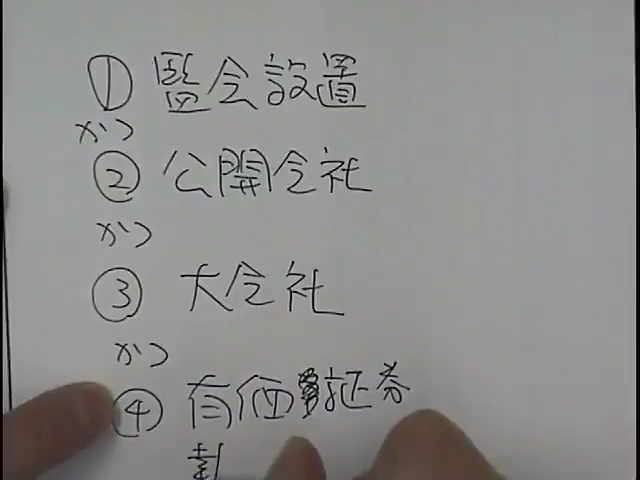 ① 監会設置
かつ
② 公開会社
かつ
③ 大会社
かつ
④ 有価証券